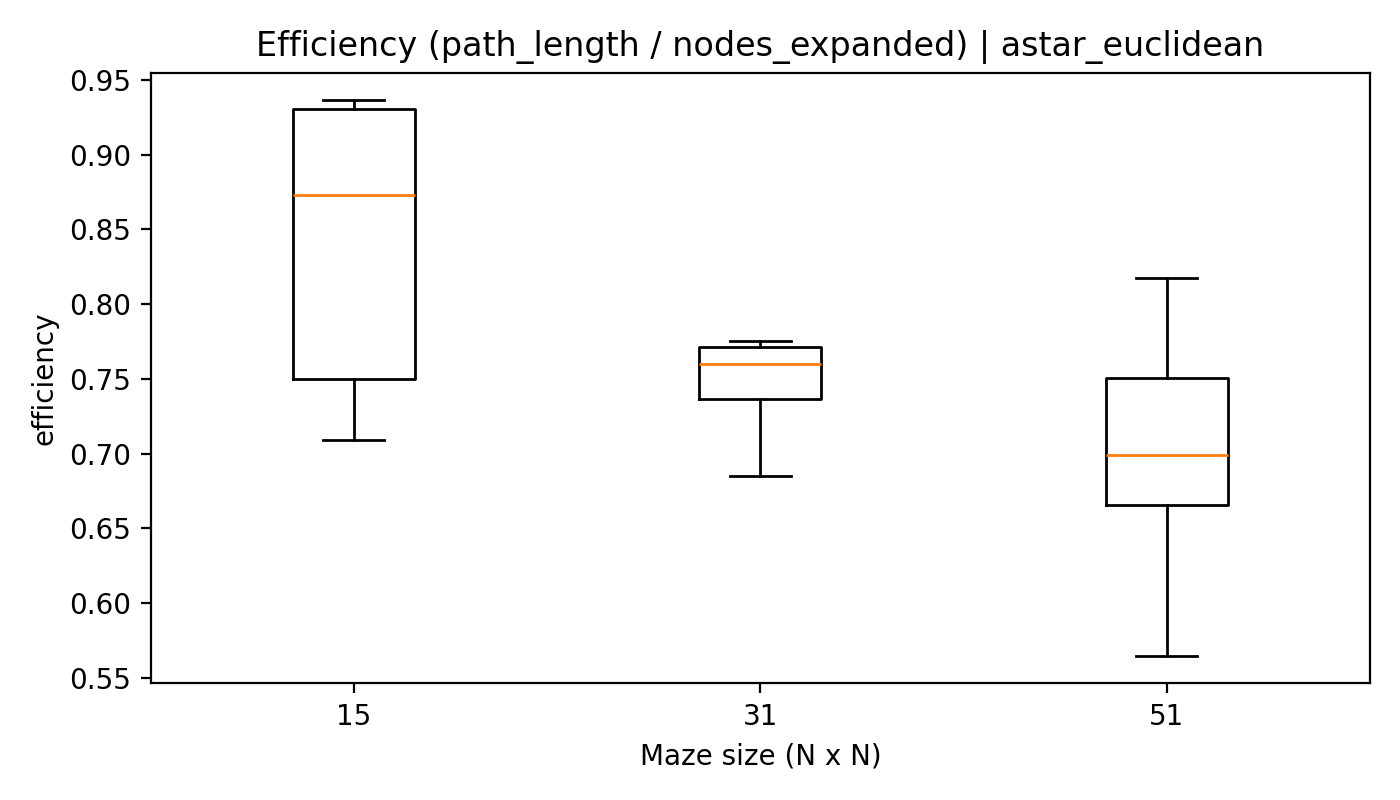 Efficiency (path_length / nodes_expanded) | astar_euclidean
0.95
0.90
0.85
0.80
0.75
0.70
0.65
0.60
0.55
efficiency
15 31 51
Maze size (N x N)